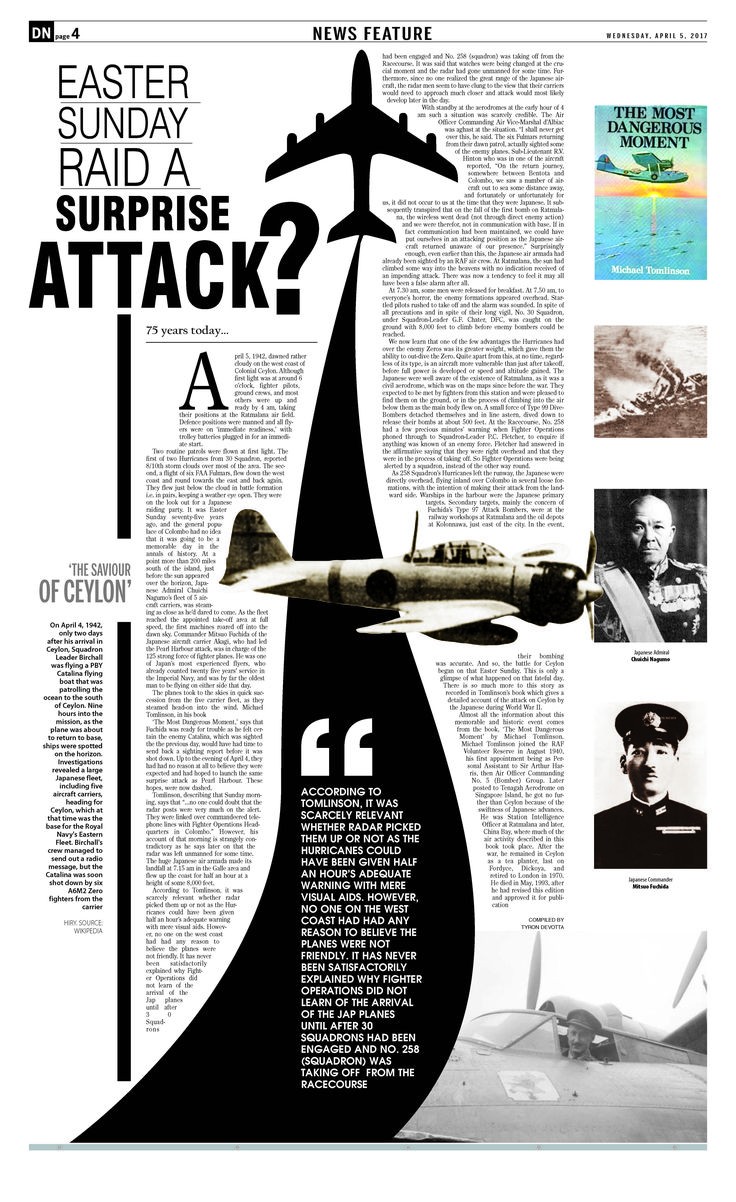 DN page 4
NEWS FEATURE
WEDNESDAY, APRIL 5, 2017
EASTER
SUNDAY
RAID A
SURPRISE
ATTACK?
75 years today...
April 5, 1942, dawned rather
cloudy on the west coast of
Colonial Ceylon. Although
first light was at around 6
o'clock, fighter pilots,
ground crews, and most
others were up and
ready by 4 am, taking
their positions at the Ratmalana air field.
Defence positions were manned and all fly-
ers were on 'immediate readiness,' with
trolley batteries plugged in for an immedi-
ate start.
Two routine patrols were flown at first light. The
first of two Hurricanes from 30 Squadron, reported
8/10th storm clouds over most of the area. The sec-
ond, a flight of six FAA Fulmars, flew down the west
coast and round towards the east and back again.
They flew just below the cloud in battle formation
i.e. in pairs, keeping a weather eye open. They were
on the look out for a Japanese
raiding party. It was Easter
Sunday seventy-five years
ago, and the general popu-
lace of Colombo had no idea
that it was going to be a
memorable day in the
annals of history. At a
point more than 200 miles
south of the island, just
before the sun appeared
over the horizon, Japa-
nese Admiral Chuichi
Nagumo's fleet of 5 air-
craft carriers, was steam-
ing as close as he'd dared to come. As the fleet
reached the appointed take-off area at full
speed, the first machines roared off into the
dawn sky. Commander Mitsuo Fuchida of the
Japanese aircraft carrier Akagi, who had led
the Pearl Harbour attack, was in charge of the
125 strong force of fighter planes. He was one
of Japan's most experienced flyers, who
already counted twenty five years' service in
the Imperial Navy, and was by far the oldest
man to be flying on either side that day.
The planes took to the skies in quick suc-
cession from the five carrier fleet, as they
steamed head-on into the wind. Michael
Tomlinson, in his book
'The Most Dangerous Moment,' says that
Fuchida was ready for trouble as he felt cer-
tain the enemy Catalina, which was sighted
the the previous day, would have had time to
send back a sighting report before it was
shot down. Up to the evening of April 4, they
had had no reason at all to believe they were
expected and had hoped to launch the same
surprise attack as Pearl Harbour. These
hopes, were now dashed.
Tomlinson, describing that Sunday morn-
ing, says that "...no one could doubt that the
radar posts were very much on the alert.
They were linked over commandeered tele-
phone lines with Fighter Operations Head-
quarters in Colombo." However, his
account of that morning is strangely con-
tradictory as he says later on that the
radar was left unmanned for some time.
The huge Japanese air armada made its
landfall at 7.15 am in the Galle area and
flew up the coast for half an hour at a
height of some 8,000 feet.
According to Tomlinson, it was
scarcely relevant whether radar
picked them up or not as the Hur-
ricanes could have been given
half an hour's adequate warning
with mere visual aids. Howev-
er, no one on the west coast
had had any reason to
believe the planes were
not friendly. It has never
been satisfactorily
explained why Fight-
er Operations did
not learn of the
arrival of the
Jap planes
until after
3 0
Squad-
rons
had been engaged and No. 258 (squadron) was taking off from the
Racecourse. It was said that watches were being changed at the cru-
cial moment and the radar had gone unmanned for some time. Fur-
thermore, since no one realized the great range of the Japanese air-
craft, the radar men seem to have clung to the view that their carriers
would need to approach much closer and attack would most likely
develop later in the day.
With standby at the aerodromes at the early hour of 4
am such a situation was scarcely credible. The Air
Officer Commanding Air Vice-Marshal d'Albiac
was aghast at the situation. "I shall never get
over this, he said. The six Fulmars returning
from their dawn patrol, actually sighted some
of the enemy planes. Sub-Lieutenant R.V.
Hinton who was in one of the aircraft
reported, "On the return journey,
somewhere between Bentota and
Colombo, we saw a number of air-
craft out to sea some distance away,
and fortunately or unfortunately for
us, it did not occur to us at the time that they were Japanese. It sub-
sequently transpired that on the fall of the first bomb on Ratmala-
na, the wireless went dead (not through direct enemy action)
and we were therefor, not in communication with base. If in
fact communication had been maintained, we could have
put ourselves in an attacking position as the Japanese air-
craft returned unaware of our presence." Surprisingly
enough, even earlier than this, the Japanese air armada had
already been sighted by an RAF air crew. At Ratmalana, the sun had
climbed some way into the heavens with no indication received of
an impending attack. There was now a tendency to feel it may all
have been a false alarm after all.
At 7.30 am, some men were released for breakfast. At 7.50 am, to
everyone's horror, the enemy formations appeared overhead. Star-
tled pilots rushed to take off and the alarm was sounded. In spite of
all precautions and in spite of their long vigil, No. 30 Squadron,
under Squadron-Leader G.F. Chater, DFC, was caught on the
ground with 8,000 feet to climb before enemy bombers could be
reached.
We now learn that one of the few advantages the Hurricanes had
over the enemy Zeros was its greater weight, which gave them the
ability to out-dive the Zero. Quite apart from this, at no time, regard-
less of its type, is an aircraft more vulnerable than just after takeoff,
before full power is developed or speed and altitude gained. The
Japanese were well aware of the existence of Ratmalana, as it was a
civil aerodrome, which was on the maps since before the war. They
expected to be met by fighters from this station and were pleased to
find them on the ground, or in the process of climbing into the air
below them as the main body flew on. A small force of Type 99 Dive-
Bombers detached themselves and in line astern, dived down to
release their bombs at about 500 feet. At the Racecourse, No. 258
had a few precious minutes' warning when Fighter Operations
phoned through to Squadron-Leader P.C. Fletcher, to enquire if
anything was known of an enemy force. Fletcher had answered in
the affirmative saying that they were right overhead and that they
were in the process of taking off. So Fighter Operations were being
alerted by a squadron, instead of the other way round.
As 258 Squadron's Hurricanes left the runway, the Japanese were
directly overhead, flying inland over Colombo in several loose for-
mations, with the intention of making their attack from the land-
ward side. Warships in the harbour were the Japanese primary
targets. Secondary targets, mainly the concern of
Fuchida's Type 97 Attack Bombers, were at the
railway workshops at Ratmalana and the oil depots
at Kolonnawa, just east of the city. In the event,
their bombing
was accurate. And so, the battle for Ceylon
began on that Easter Sunday. This is only a
glimpse of what happened on that fateful day.
There is so much more to this story as
recorded in Tomlinson's book which gives a
detailed account of the attack on Ceylon by
the Japanese during World War II.
Almost all the information about this
memorable and historic event comes
from the book, 'The Most Dangerous
Moment' by Michael Tomlinson.
Michael Tomlinson joined the RAF
Volunteer Reserve in August 1940,
his first appointment being as Per-
sonal Assistant to Sir Arthur Har-
ris, then Air Officer Commanding
No. 5 (Bomber) Group. Later
posted to Tenagah Aerodrome on
Singapore Island, he got no fur-
ther than Ceylon because of the
swiftness of Japanese advances.
He was Station Intelligence
Officer at Ratmalana and later,
China Bay, where much of the
air activity described in this
book took place. After the
war, he remained in Ceylon
as a tea planter, last on
Fordyce, Dickoya, and
retired to London in 1970.
He died in May, 1993, after
he had revised this edition
and approved it for publi-
cation
COMPILED BY
TYRON DEVOTTA
'THE SAVIOUR
OF CEYLON'
On April 4, 1942,
only two days
after his arrival in
Ceylon, Squadron
Leader Birchall
was flying a PBY
Catalina flying
boat that was
patrolling the
ocean to the south
of Ceylon. Nine
hours into the
mission, as the
plane was about
to return to base,
ships were spotted
on the horizon.
Investigations
revealed a large
Japanese fleet,
including five
aircraft carriers,
heading for
Ceylon, which at
that time was the
base for the Royal
Navy's Eastern
Fleet. Birchell's
crew managed to
send out a radio
message, but the
Catalina was soon
shot down by six
A6M2 Zero
fighters from the
carrier
HIRY. SOURCE:
WIKIPEDIA
“
ACCORDING TO
TOMLINSON, IT WAS
SCARCELY RELEVANT
WHETHER RADAR PICKED
THEM UP OR NOT AS THE
HURRICANES COULD
HAVE BEEN GIVEN HALF
AN HOUR'S ADEQUATE
WARNING WITH MERE
VISUAL AIDS. HOWEVER,
NO ONE ON THE WEST
COAST HAD HAD ANY
REASON TO BELIEVE THE
PLANES WERE NOT
FRIENDLY. IT HAS NEVER
BEEN SATISFACTORILY
EXPLAINED WHY FIGHTER
OPERATIONS DID NOT
LEARN OF THE ARRIVAL
OF THE JAP PLANES
UNTIL AFTER 30
SQUADRONS HAD BEEN
ENGAGED AND NO. 258
(SQUADRON) WAS
TAKING OFF FROM THE
RACECOURSE
THE MOST
DANGEROUS
MOMENT
Michael Tomlinson
Japanese Admiral
Chuichi Nagumo
Japanese Commander
Mitsuo Fuchida